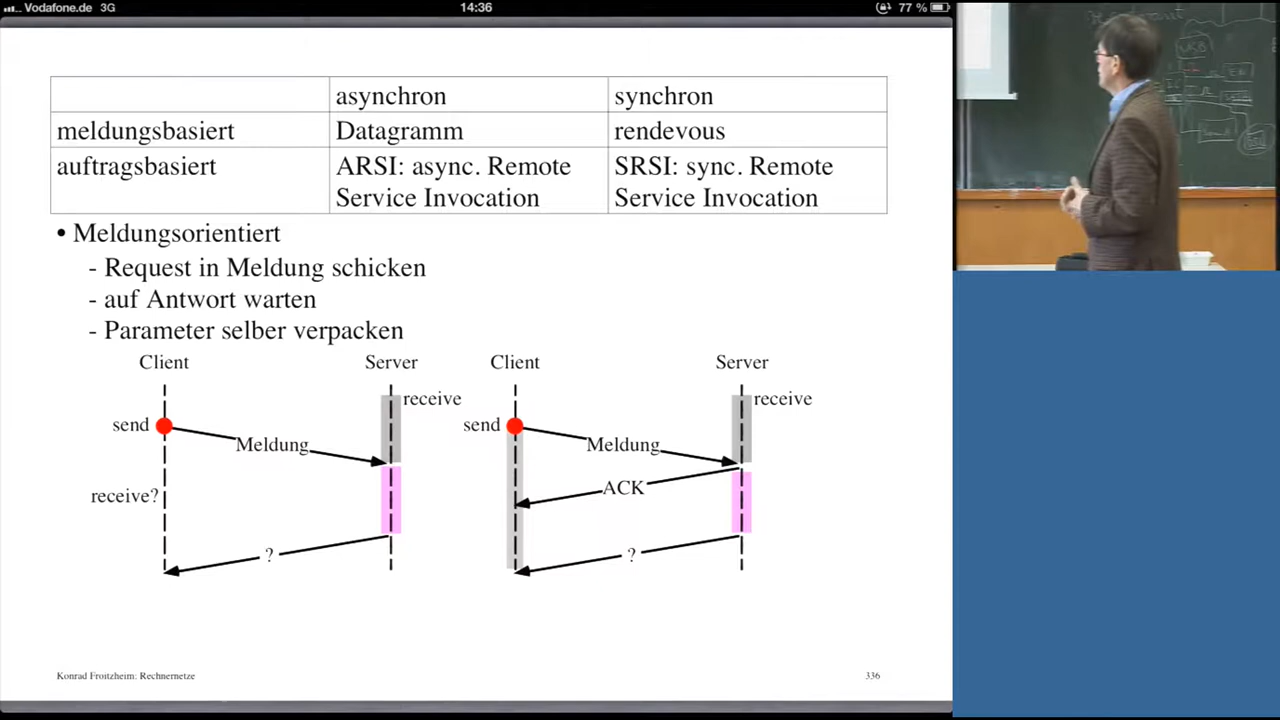 Vodafone.de 3G 14:36 77 %
asynchron synchron
meldungsbasiert Datagramm rendevous
auftragsbasiert ARSI: async. Remote SRSI: sync. Remote
Service Invocation Service Invocation
• Meldungsorientiert
- Request in Meldung schicken
- auf Antwort warten
- Parameter selber verpacken
Client Server Client Server
receive receive
send send
Meldung Meldung
ACK
receive?
? ?
Konrad Froitzheim: Rechnernetze 336